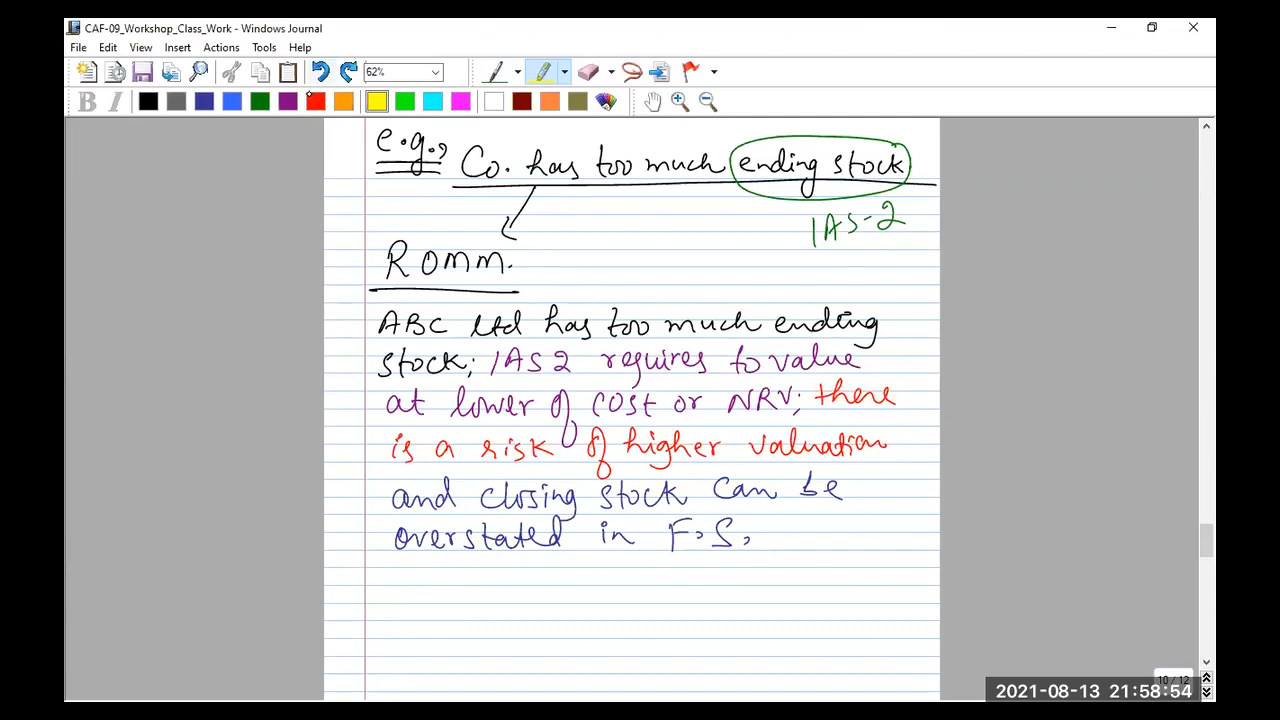 CAF-09_Workshop_Class_Work - Windows Journal
File Edit View Insert Actions Tools Help
62%
B I
e.g.,
Co. has too much ending stock
IAS-2
ROMM.
ABC Ltd has too much ending
stock; IAS 2 requires to value
at lower of cost or NRV; there
is a risk of higher valuation
and closing stock can be
overstated in F.S.
10 / 12
2021-08-13 21:58:54